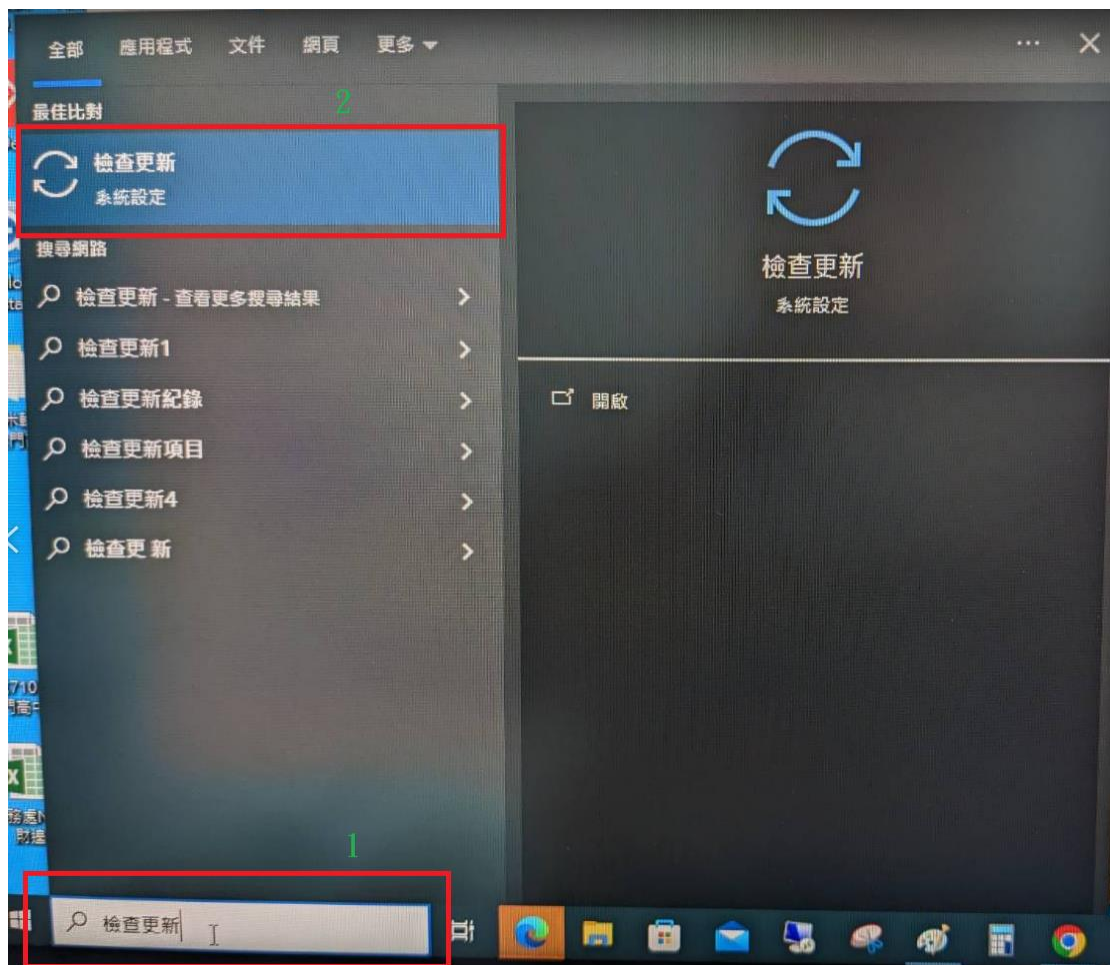 全部 應用程式 文件 網頁 更多
最佳比對
2
檢查更新
系統設定
搜尋網路
檢查更新 - 查看更多搜尋結果
檢查更新1
檢查更新紀錄
檢查更新項目
檢查更新4
檢查更 新
檢查更新
系統設定
開啟
710
1
檢查更新